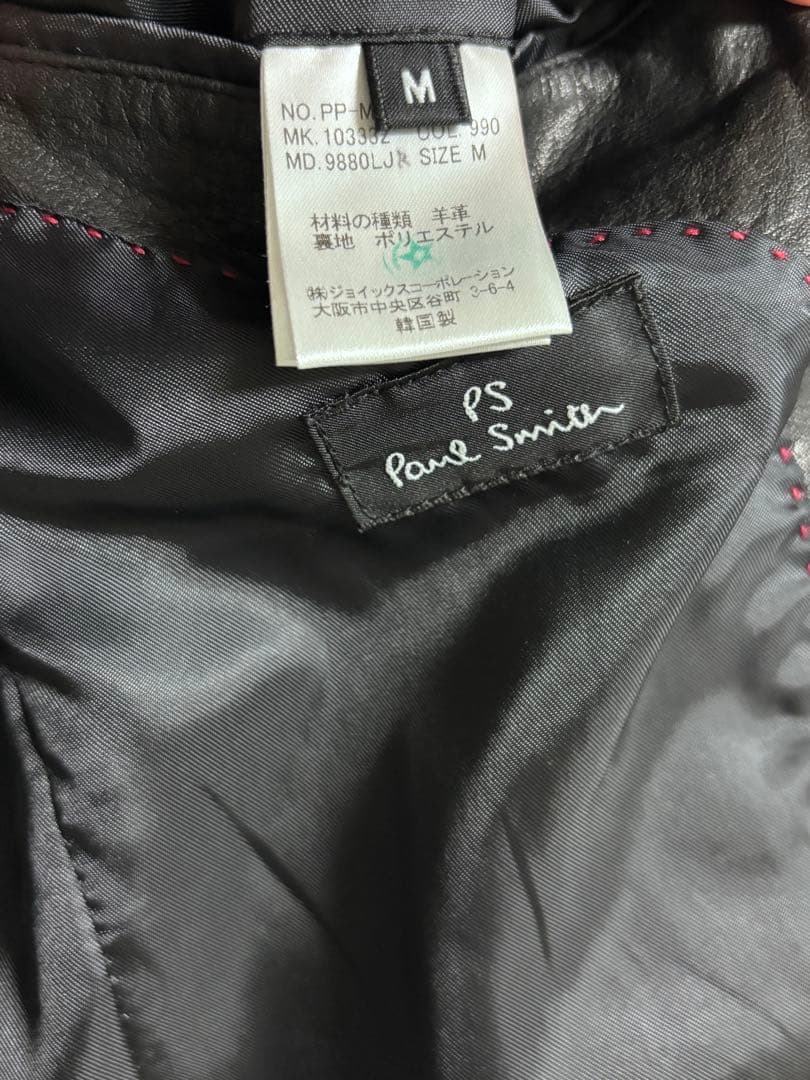 M
NO. PP-M
MK. 103332 COL. 990
MD. 9880LJ SIZE M
材料の種類 羊革
裏地 ポリエステル
㈱ジョイックスコーポレーション
大阪市中央区谷町 3-6-4
韓国製
PS
Paul Smith